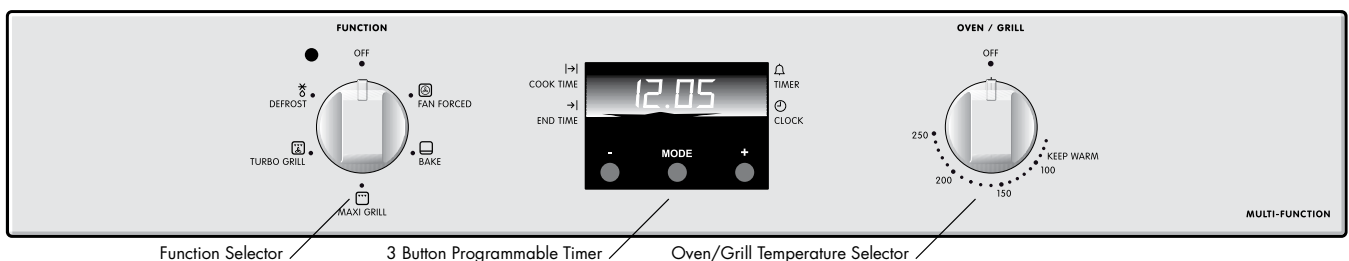 FUNCTION
OVEN / GRILL
OFF
OFF
COOK TIME
12.05
TIMER
DEFROST
FAN FORCED
END TIME
CLOCK
250
TURBO GRILL
BAKE
-
MODE
+
KEEP WARM
100
200
150
MAXI GRILL
MULTI-FUNCTION
Function Selector
3 Button Programmable Timer
Oven/Grill Temperature Selector